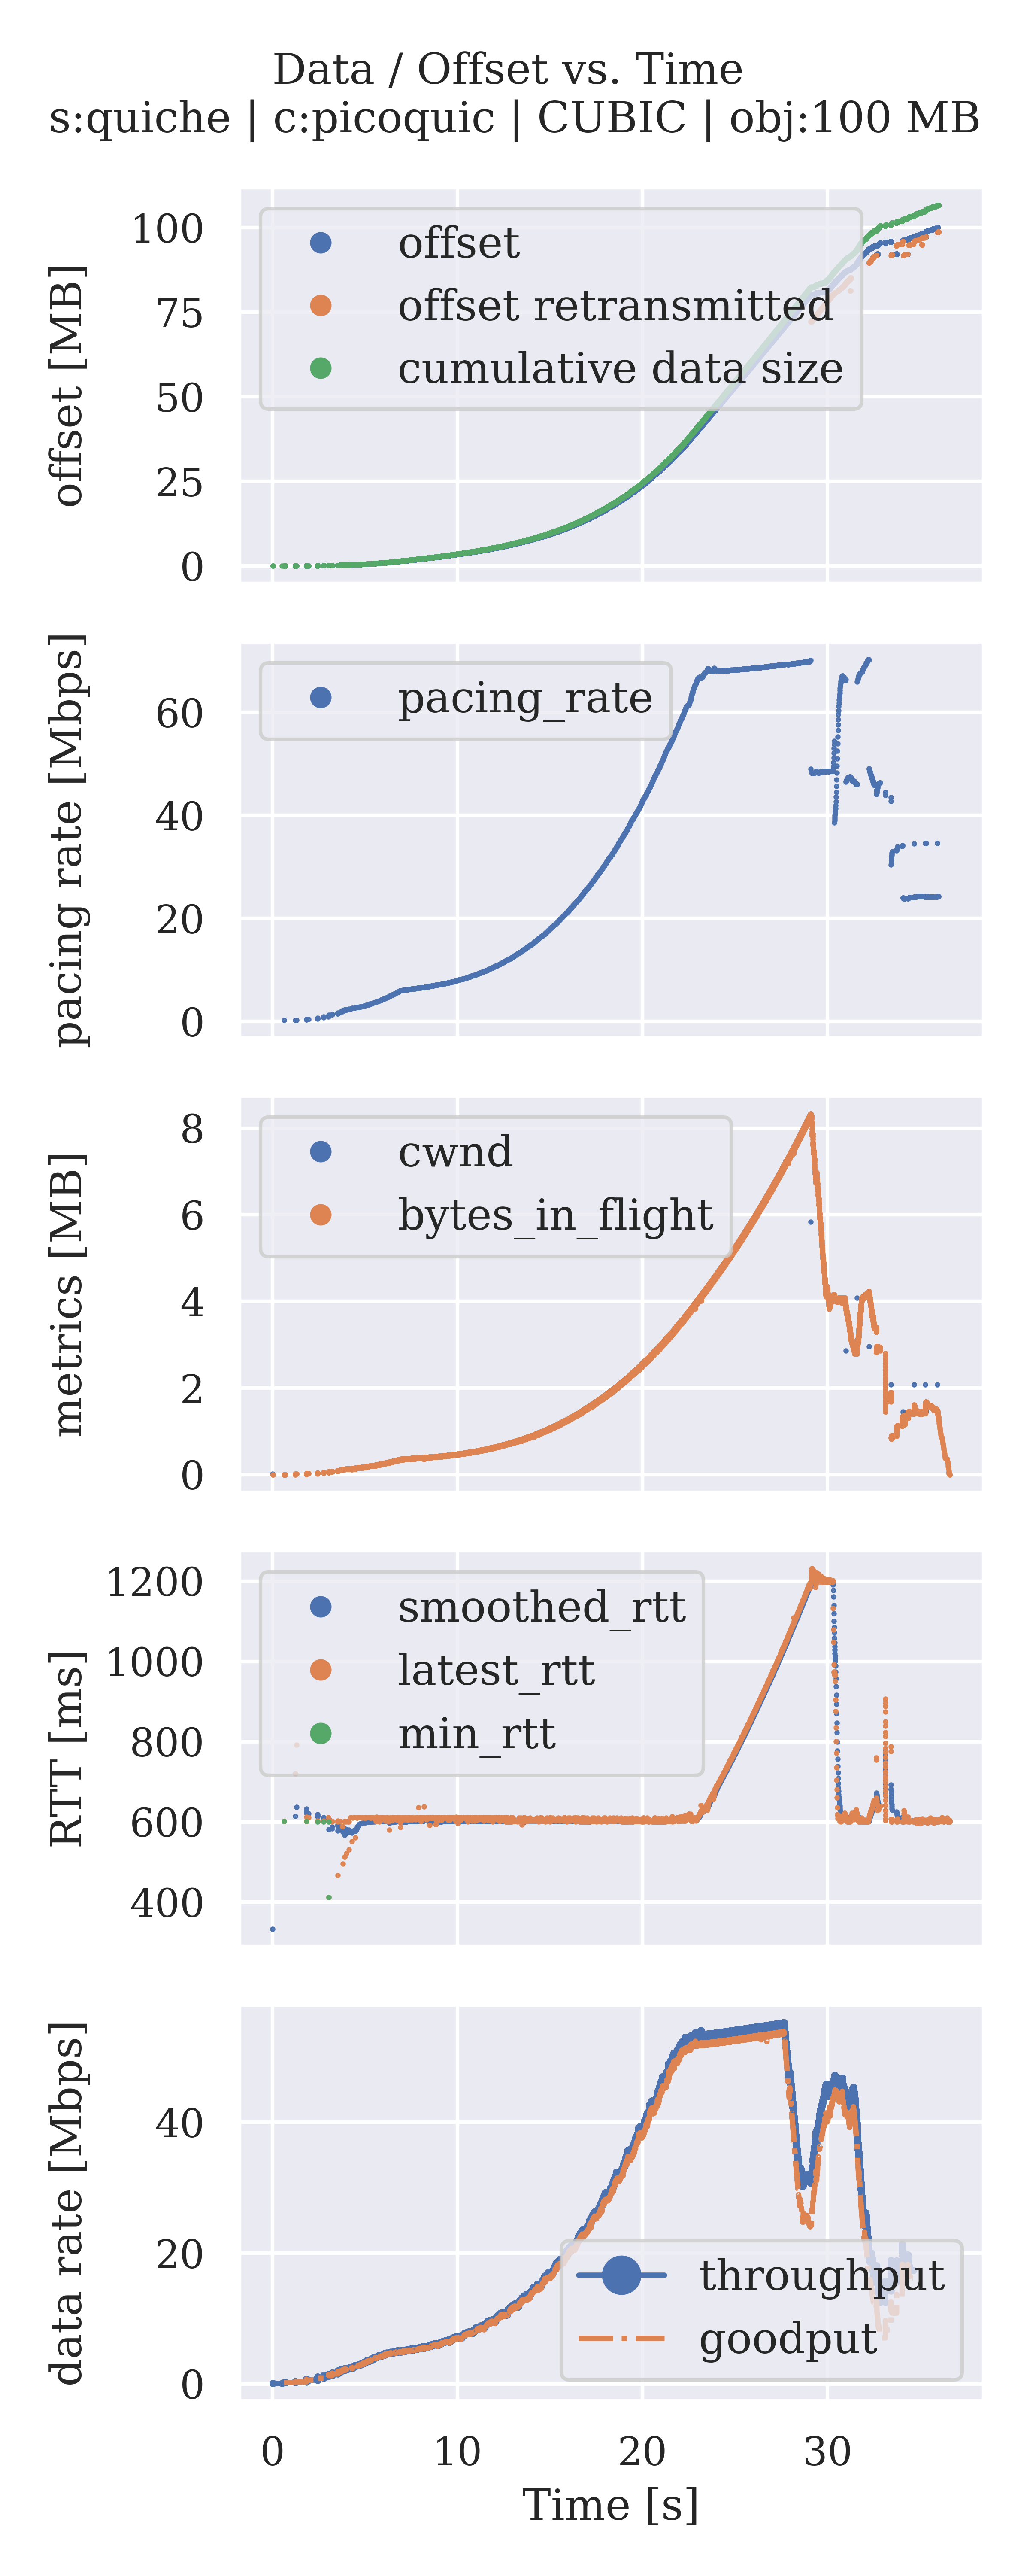 Data / Offset vs. Time
s:quiche | c:picoquic | CUBIC | obj:100 MB
offset [MB]
100
75
50
25
0
offset
offset retransmitted
cumulative data size
pacing rate [Mbps]
60
40
20
0
pacing_rate
metrics [MB]
8
6
4
2
0
cwnd
bytes_in_flight
RTT [ms]
1200
1000
800
600
400
smoothed_rtt
latest_rtt
min_rtt
data rate [Mbps]
40
20
0
throughput
goodput
0 10 20 30
Time [s]